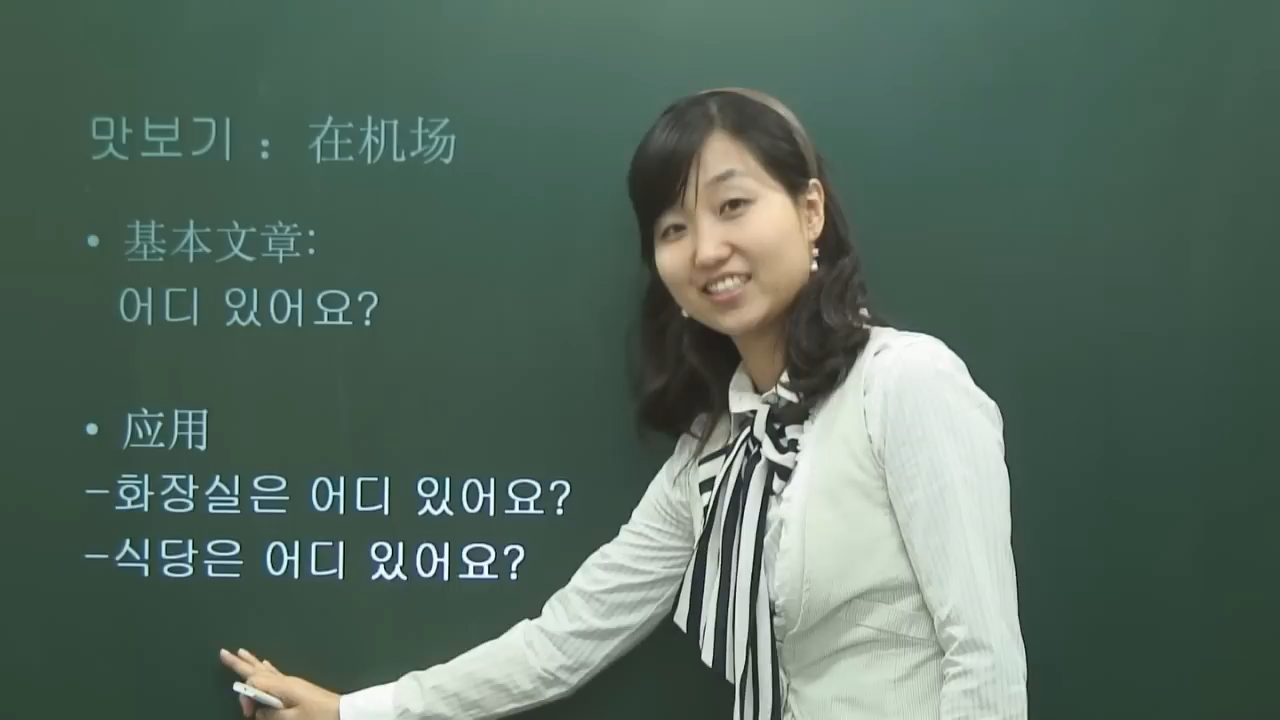 맛보기 : 在机场
• 基本文章:
어디 있어요?
• 应用
-화장실은 어디 있어요?
-식당은 어디 있어요?